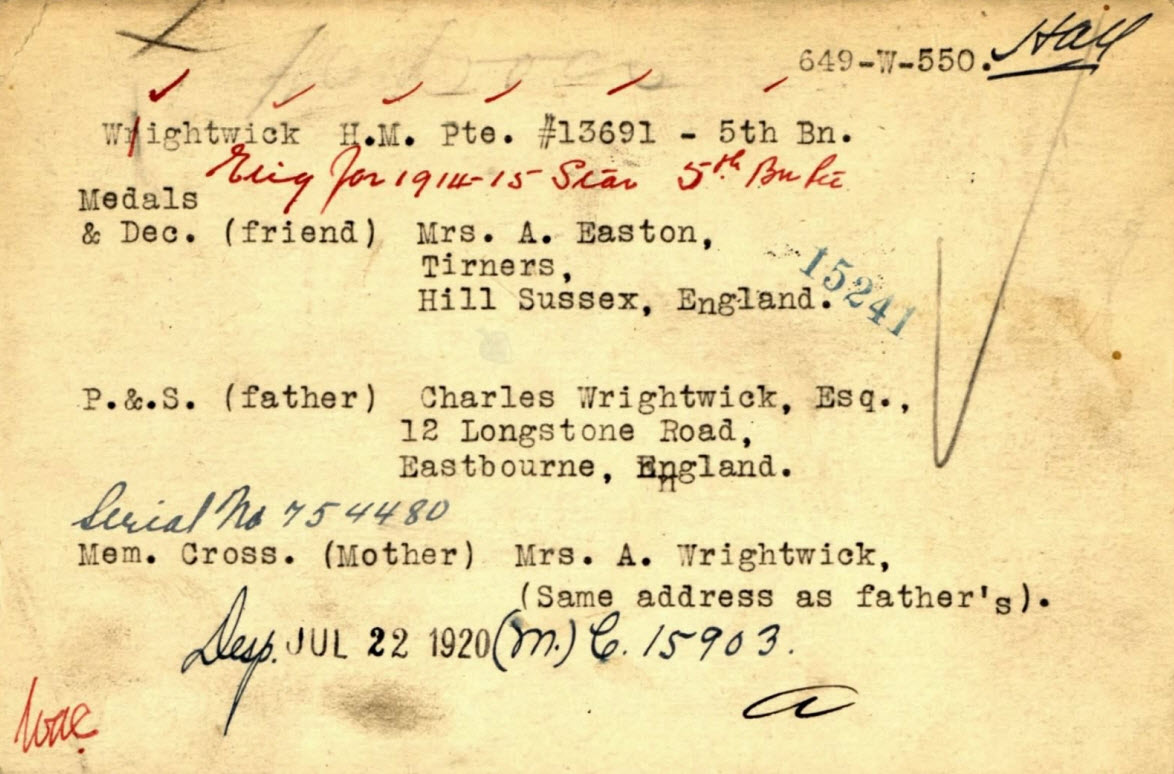 649-W-550. Hall
Wrightwick H.M. Pte. #13691 - 5th Bn.
Elig for 1914-15 Star 5th Bn
Medals
& Dec. (friend) Mrs. A. Easton,
Tirners,
Hill Sussex, England.
15241
P.&.S. (father) Charles Wrightwick, Esq.,
12 Longstone Road,
Eastbourne, England.
Serial No 754480
Mem. Cross. (Mother) Mrs. A. Wrightwick,
(Same address as father's).
Desp. JUL 22 1920 (M.) C. 15903.
a